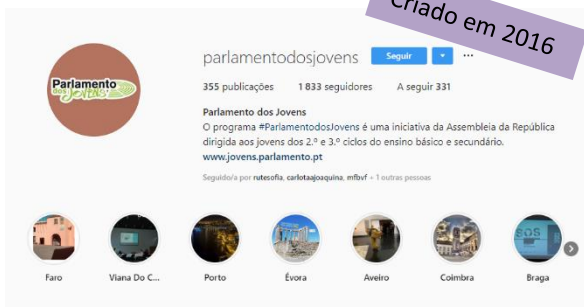 Criado em 2016
parlamentodosjovens Seguir ...
355 publicações 1 833 seguidores A seguir 331
Parlamento
dos Jovens
Parlamento dos Jovens
O programa #ParlamentodosJovens é uma iniciativa da Assembleia da República
dirigida aos jovens dos 2.º e 3.º ciclos do ensino básico e secundário.
www.jovens.parlamento.pt
Seguido/a por rutesofia, carlotaajoaquina, mfbvf + 1 outras pessoas
SOS
Faro Viana Do C... Porto Évora Aveiro Coimbra Braga